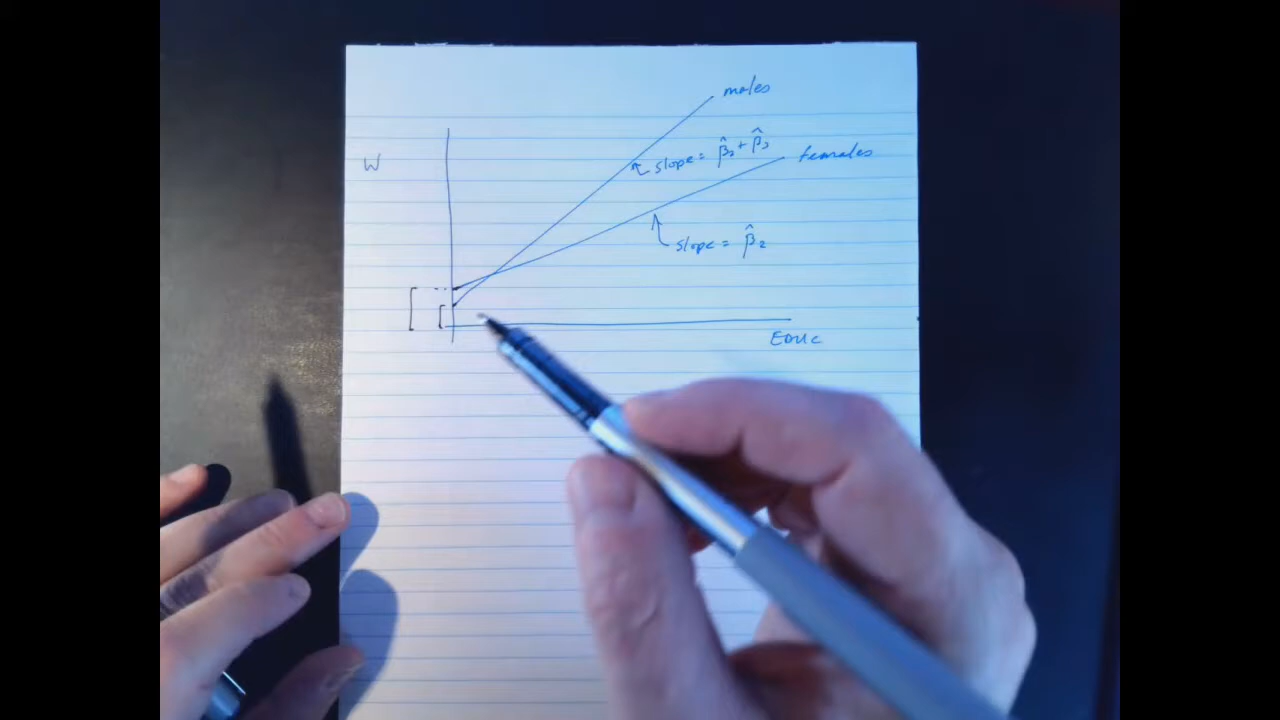 males
slope = β̂₂ + β̂₃
females
W
slope = β̂₂
EDUC